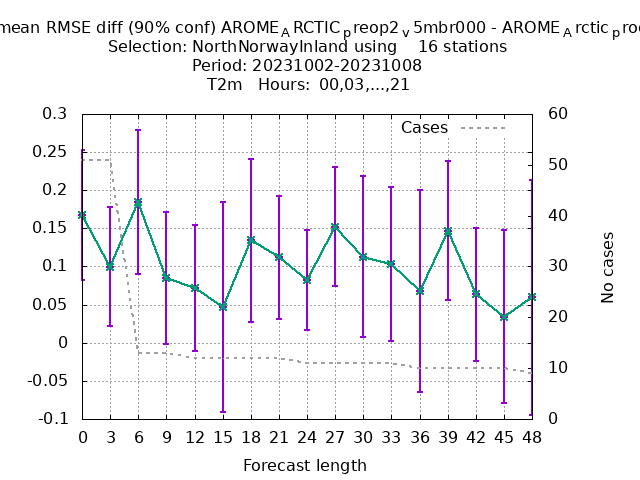 mean RMSE diff (90% conf) AROME_ARCTIC_preop2_v5mbr000 - AROME_Arctic_pro
Selection: NorthNorwayInland using 16 stations
Period: 20231002-20231008
T2m Hours: 00,03,...,21
Cases
0.3
0.25
0.2
0.15
0.1
0.05
0
-0.05
-0.1
60
50
40
30
20
10
0
No cases
0 3 6 9 12 15 18 21 24 27 30 33 36 39 42 45 48
Forecast length